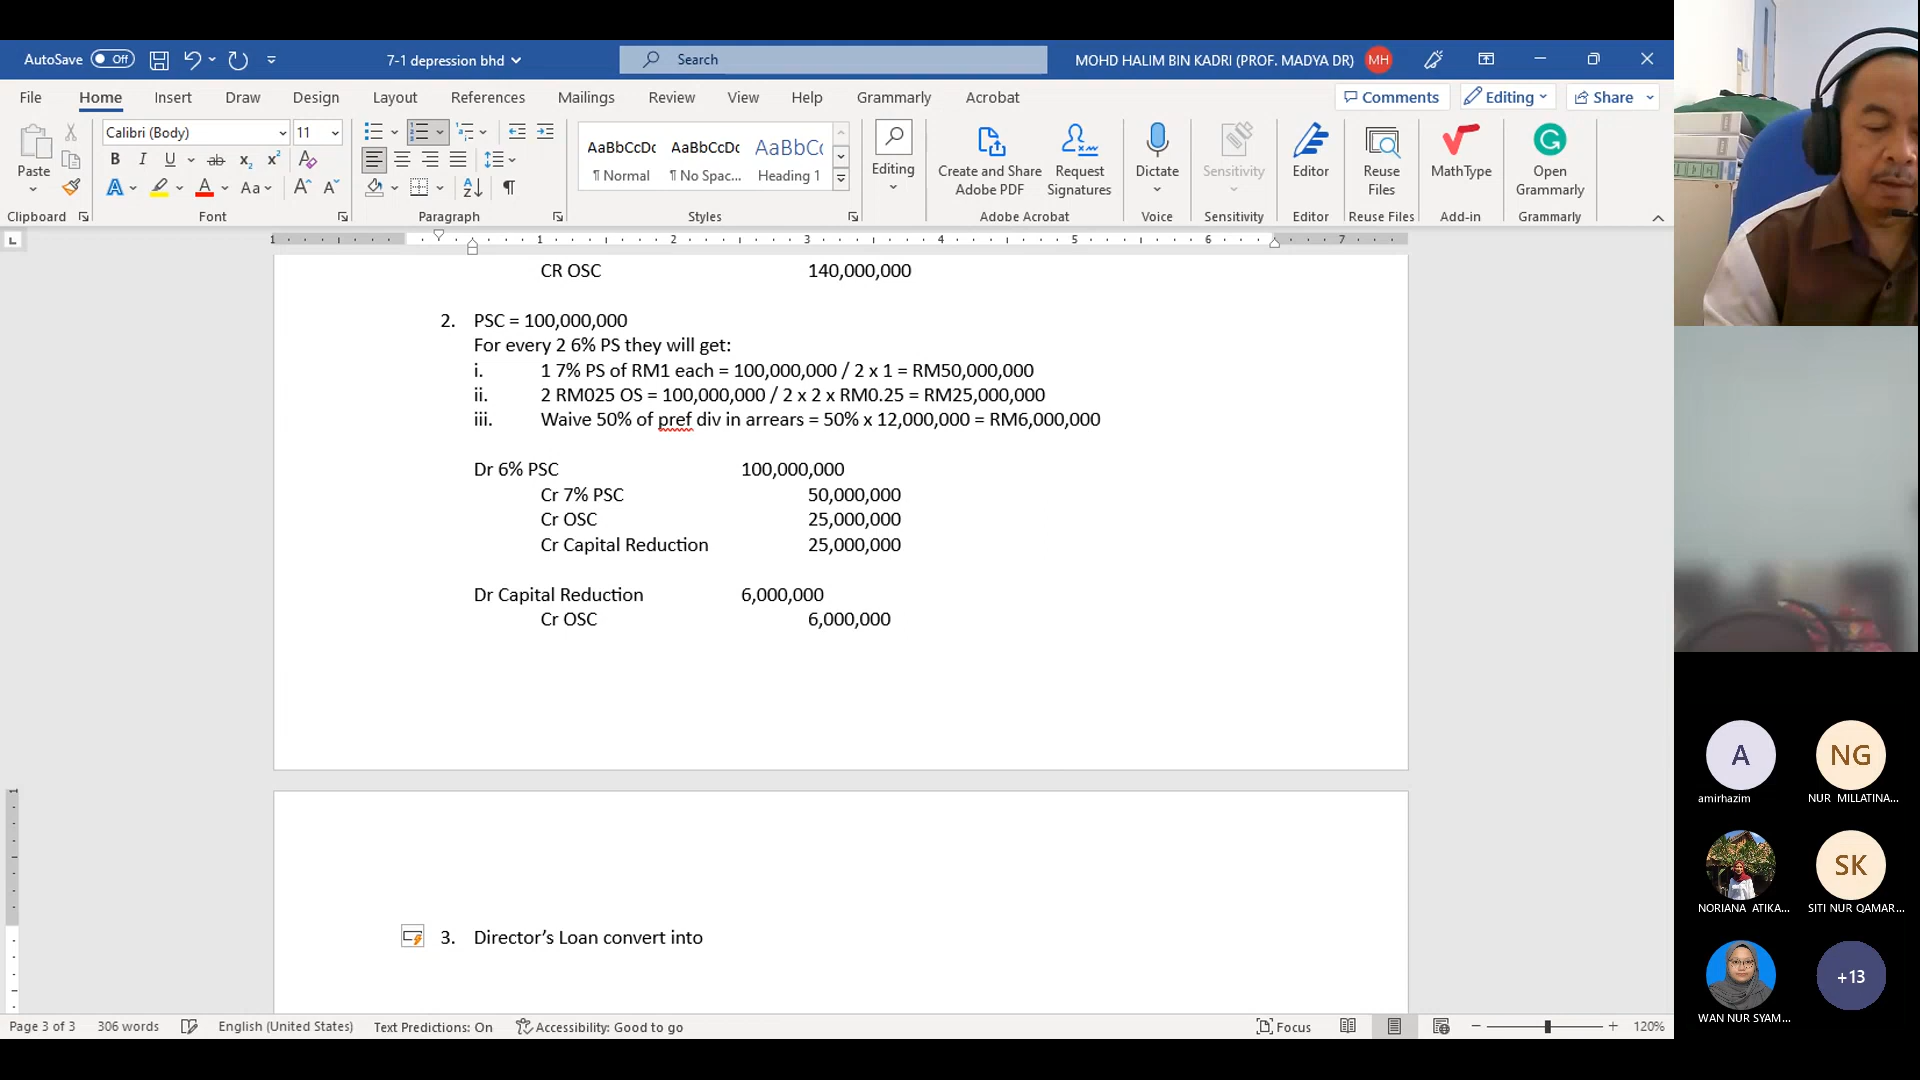 AutoSave Off 7-1 depression bhd Search MOHD HALIM BIN KADRI (PROF. MADYA DR) MH
File Home Insert Draw Design Layout References Mailings Review View Help Grammarly Acrobat Comments Editing Share
Calibri (Body) 11
Paste
AaBbCcDc AaBbCcDc AaBbCc
¶ Normal ¶ No Spac... Heading 1
Editing
Create and Share Adobe PDF
Request Signatures
Dictate
Sensitivity
Editor
Reuse Files
MathType
Open Grammarly
Clipboard Font Paragraph Styles Adobe Acrobat Voice Sensitivity Editor Reuse Files Add-in Grammarly
1 1 2 3 4 5 6 7
CR OSC 140,000,000
2. PSC = 100,000,000
For every 2 6% PS they will get:
i. 1 7% PS of RM1 each = 100,000,000 / 2 x 1 = RM50,000,000
ii. 2 RM025 OS = 100,000,000 / 2 x 2 x RM0.25 = RM25,000,000
iii. Waive 50% of pref div in arrears = 50% x 12,000,000 = RM6,000,000
Dr 6% PSC 100,000,000
Cr 7% PSC 50,000,000
Cr OSC 25,000,000
Cr Capital Reduction 25,000,000
Dr Capital Reduction 6,000,000
Cr OSC 6,000,000
3. Director’s Loan convert into
Page 3 of 3 306 words English (United States) Text Predictions: On Accessibility: Good to go Focus 120%
A
amirhazim
NG
NUR MILLATINA...
NORIANA ATIKA...
SK
SITI NUR QAMAR...
WAN NUR SYAM...
+13